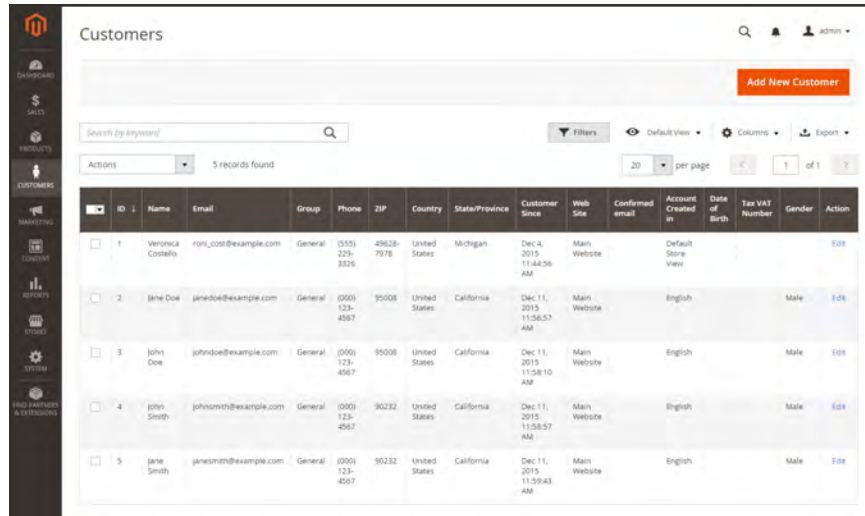 Customers
admin
DASHBOARD
SALES
PRODUCTS
CUSTOMERS
MARKETING
CONTENT
REPORTS
STORES
SYSTEM
FIND PARTNERS
& EXTENSIONS
Add New Customer
Search by keyword
Filters Default View Columns Export
Actions 5 records found 20 per page 1 of 1
ID Name Email Group Phone ZIP Country State/Province Customer Since Web Site Confirmed email Account Created in Date of Birth Tax VAT Number Gender Action
1 Veronica Costello roni_cost@example.com General (555) 229-3326 49628-7978 United States Michigan Dec 4, 2015 11:44:56 AM Main Website Default Store View Edit
2 Jane Doe janedoe@example.com General (000) 123-4567 95008 United States California Dec 11, 2015 11:56:57 AM Main Website English Male Edit
3 John Doe johndoe@example.com General (000) 123-4567 95008 United States California Dec 11, 2015 11:58:10 AM Main Website English Male Edit
4 John Smith johnsmith@example.com General (000) 123-4567 90232 United States California Dec 11, 2015 11:58:57 AM Main Website English Male Edit
5 Jane Smith janesmith@example.com General (000) 123-4567 90232 United States California Dec 11, 2015 11:59:43 AM Main Website English Male Edit